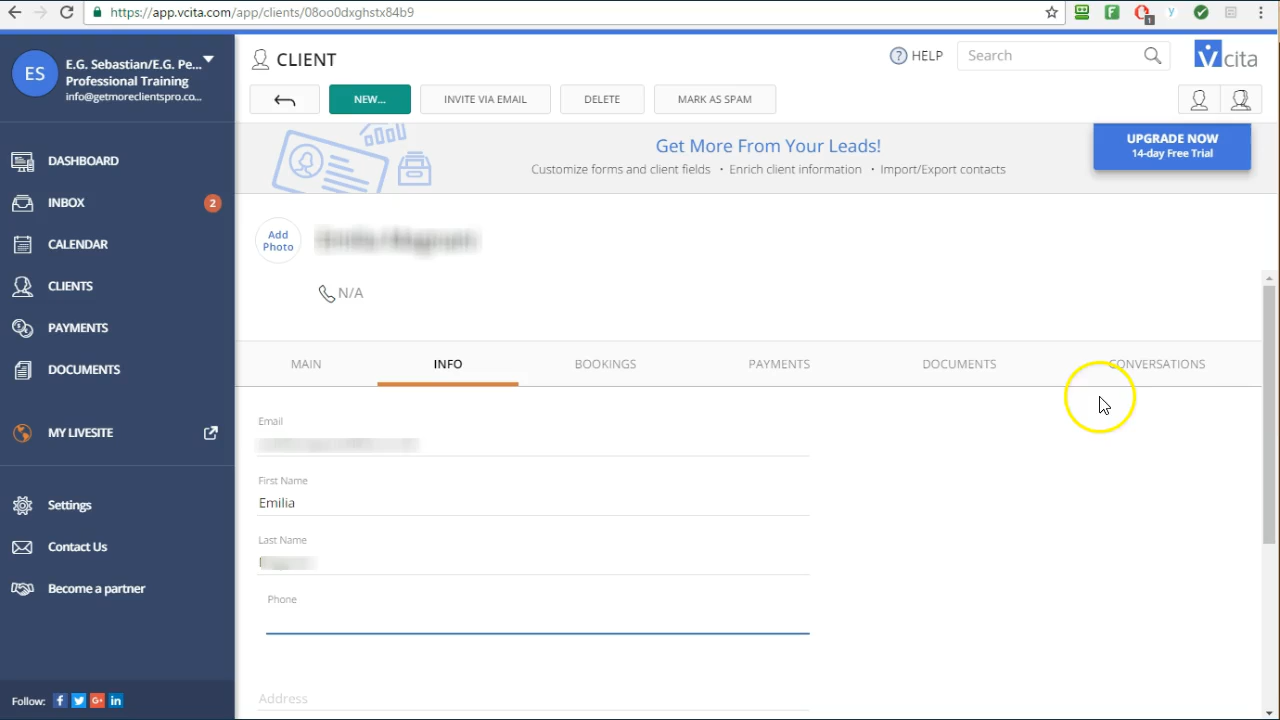 https://app.vcita.com/app/clients/08oo0dxghstx84b9
1
y
ES
E.G. Sebastian/E.G. Pe...
Professional Training
info@getmoreclientspro.co...
DASHBOARD
INBOX
2
CALENDAR
CLIENTS
PAYMENTS
DOCUMENTS
MY LIVESITE
Settings
Contact Us
Become a partner
Follow:
f
G+
in
CLIENT
? HELP
Search
vcita
NEW...
INVITE VIA EMAIL
DELETE
MARK AS SPAM
Get More From Your Leads!
Customize forms and client fields • Enrich client information • Import/Export contacts
UPGRADE NOW
14-day Free Trial
Add
Photo
N/A
MAIN
INFO
BOOKINGS
PAYMENTS
DOCUMENTS
CONVERSATIONS
Email
First Name
Emilia
Last Name
Phone
Address